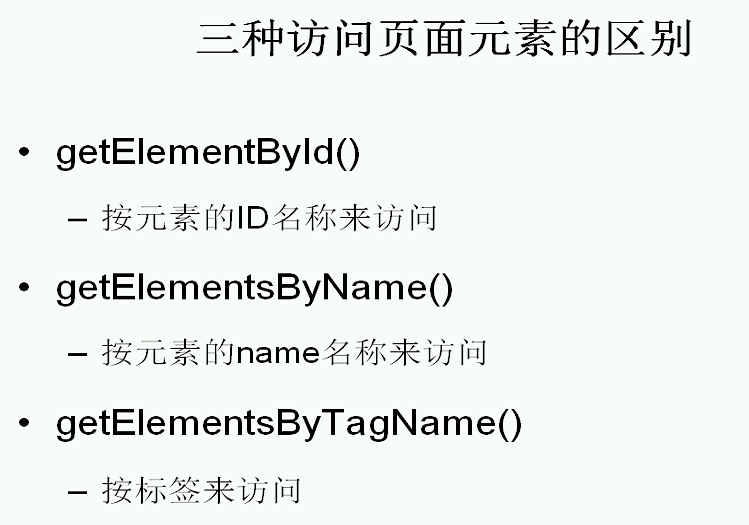 三种访问页面元素的区别
• getElementById()
– 按元素的ID名称来访问
• getElementsByName()
– 按元素的name名称来访问
• getElementsByTagName()
– 按标签来访问